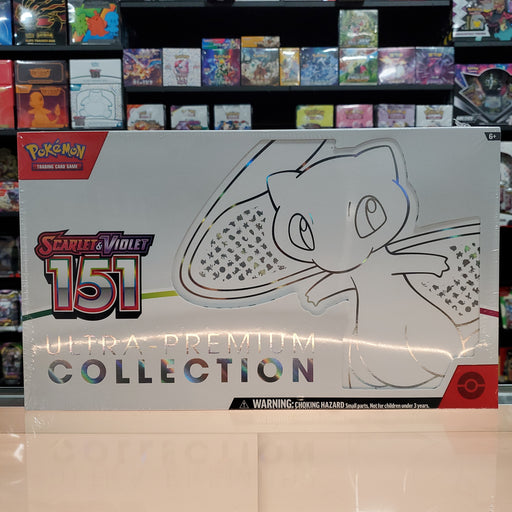 Pokémon
TRADING CARD GAME
6+
SCARLET & VIOLET
151
ULTRA-PREMIUM
COLLECTION
WARNING: CHOKING HAZARD Small parts. Not for children under 3 years.